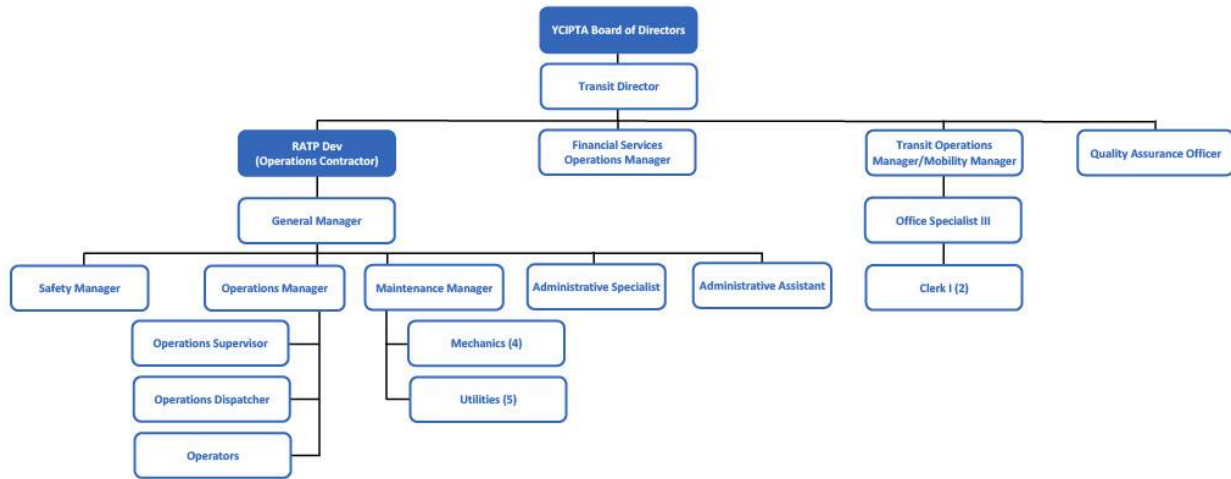 YCIPTA Board of Directors
Transit Director
RATP Dev
(Operations Contractor)
Financial Services
Operations Manager
Transit Operations
Manager/Mobility Manager
Quality Assurance Officer
General Manager
Office Specialist III
Safety Manager
Operations Manager
Maintenance Manager
Administrative Specialist
Administrative Assistant
Clerk I (2)
Operations Supervisor
Mechanics (4)
Operations Dispatcher
Utilities (5)
Operators